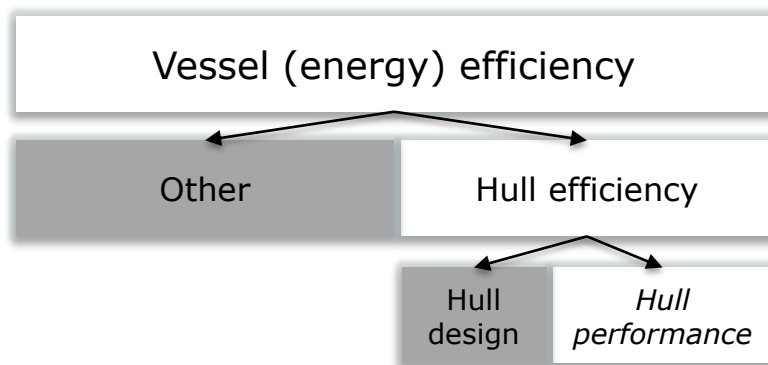 Vessel (energy) efficiency
Other
Hull efficiency
Hull
design
Hull
performance